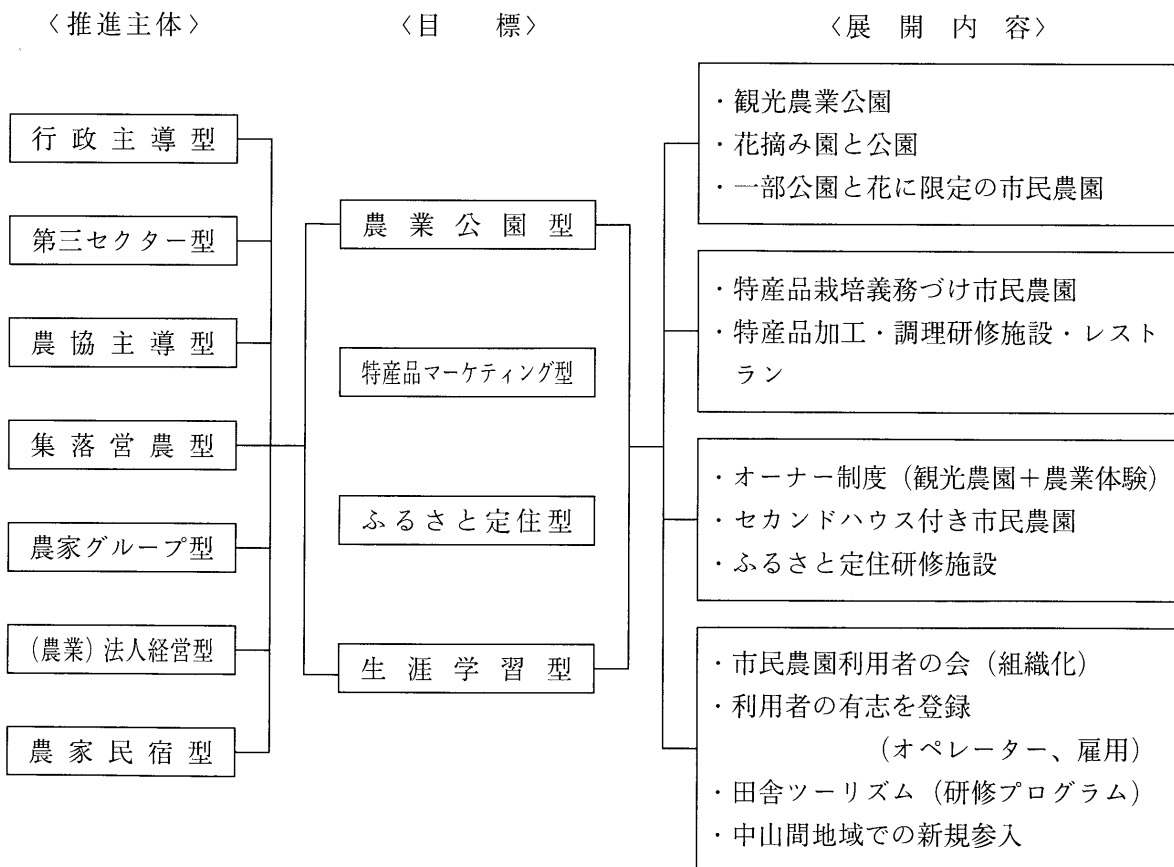 〈推進主体〉
〈目　標〉
〈展 開 内 容〉
行政主導型
第三セクター型
農協主導型
集落営農型
農家グループ型
(農業)法人経営型
農家民宿型
農業公園型
特産品マーケティング型
ふるさと定住型
生涯学習型
・観光農業公園
・花摘み園と公園
・一部公園と花に限定の市民農園
・特産品栽培義務づけ市民農園
・特産品加工・調理研修施設・レスト
ラン
・オーナー制度（観光農園＋農業体験）
・セカンドハウス付き市民農園
・ふるさと定住研修施設
・市民農園利用者の会（組織化）
・利用者の有志を登録
（オペレーター、雇用）
・田舎ツーリズム（研修プログラム）
・中山間地域での新規参入